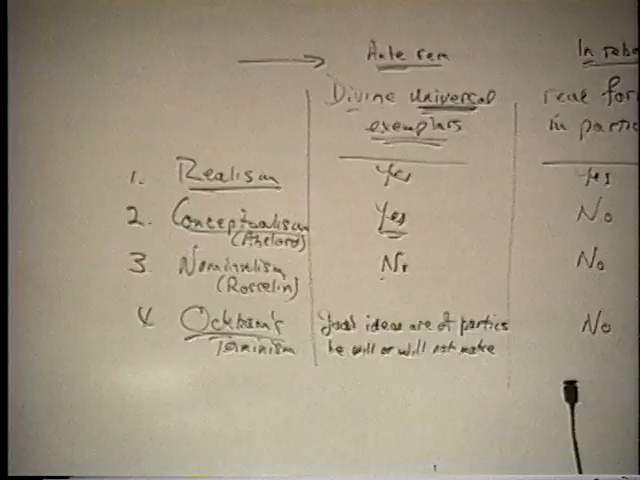 Ante rem
In rebu
Divine universal
exemplars
real for
in partic
1. Realism Yes Yes
2. Conceptualism Yes No
(Abelard)
3. Nominalism No No
(Roscelin)
4 Ockham's ideas are of partics No
Terminism he will or will not make